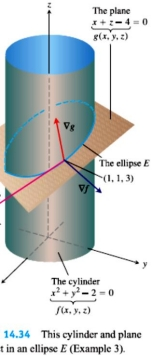 z
The plane
x + z − 4 = 0
g(x, y, z)
∇g
The ellipse E
(1, 1, 3)
∇f
y
The cylinder
x² + y² − 2 = 0
f(x, y, z)
14.34 This cylinder and plane
t in an ellipse E (Example 3).